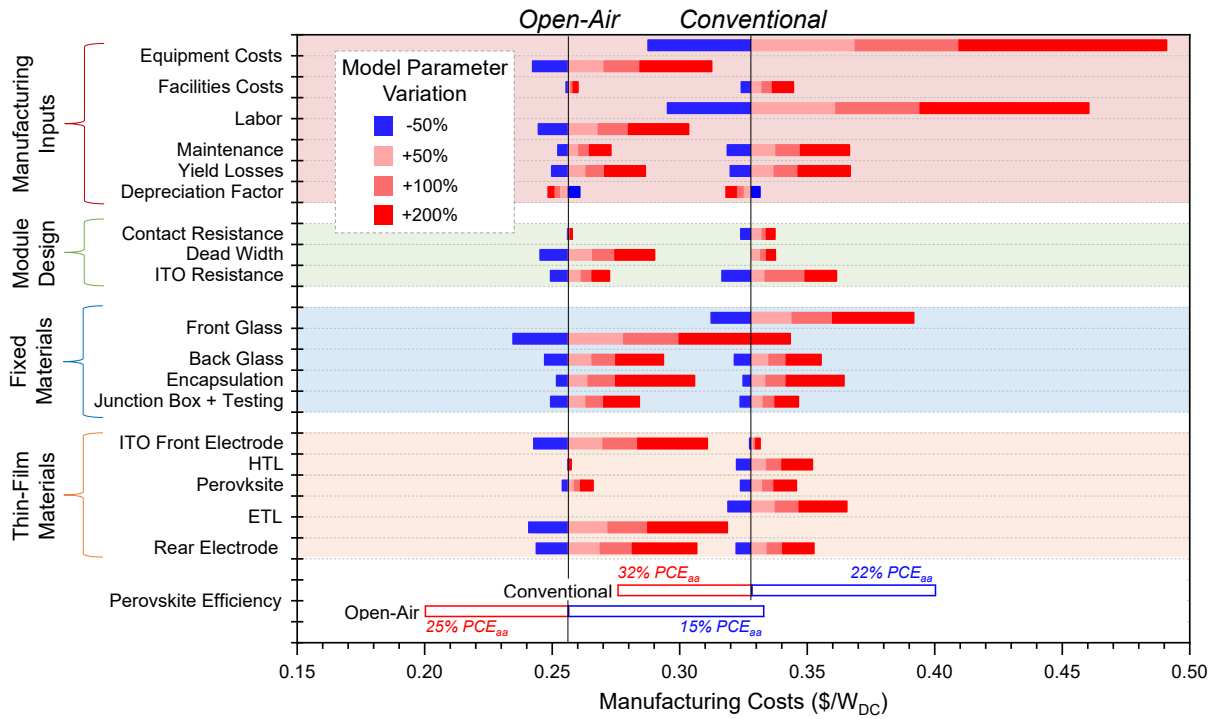 Open-Air Conventional
Manufacturing
Inputs
Equipment Costs
Facilities Costs
Labor
Maintenance
Yield Losses
Depreciation Factor
Model Parameter
Variation
-50%
+50%
+100%
+200%
Module
Design
Contact Resistance
Dead Width
ITO Resistance
Fixed
Materials
Front Glass
Back Glass
Encapsulation
Junction Box + Testing
Thin-Film
Materials
ITO Front Electrode
HTL
Perovksite
ETL
Rear Electrode
Perovskite Efficiency
Conventional
32% PCEaa
22% PCEaa
Open-Air
25% PCEaa
15% PCEaa
0.15 0.20 0.25 0.30 0.35 0.40 0.45 0.50
Manufacturing Costs ($/WDC)